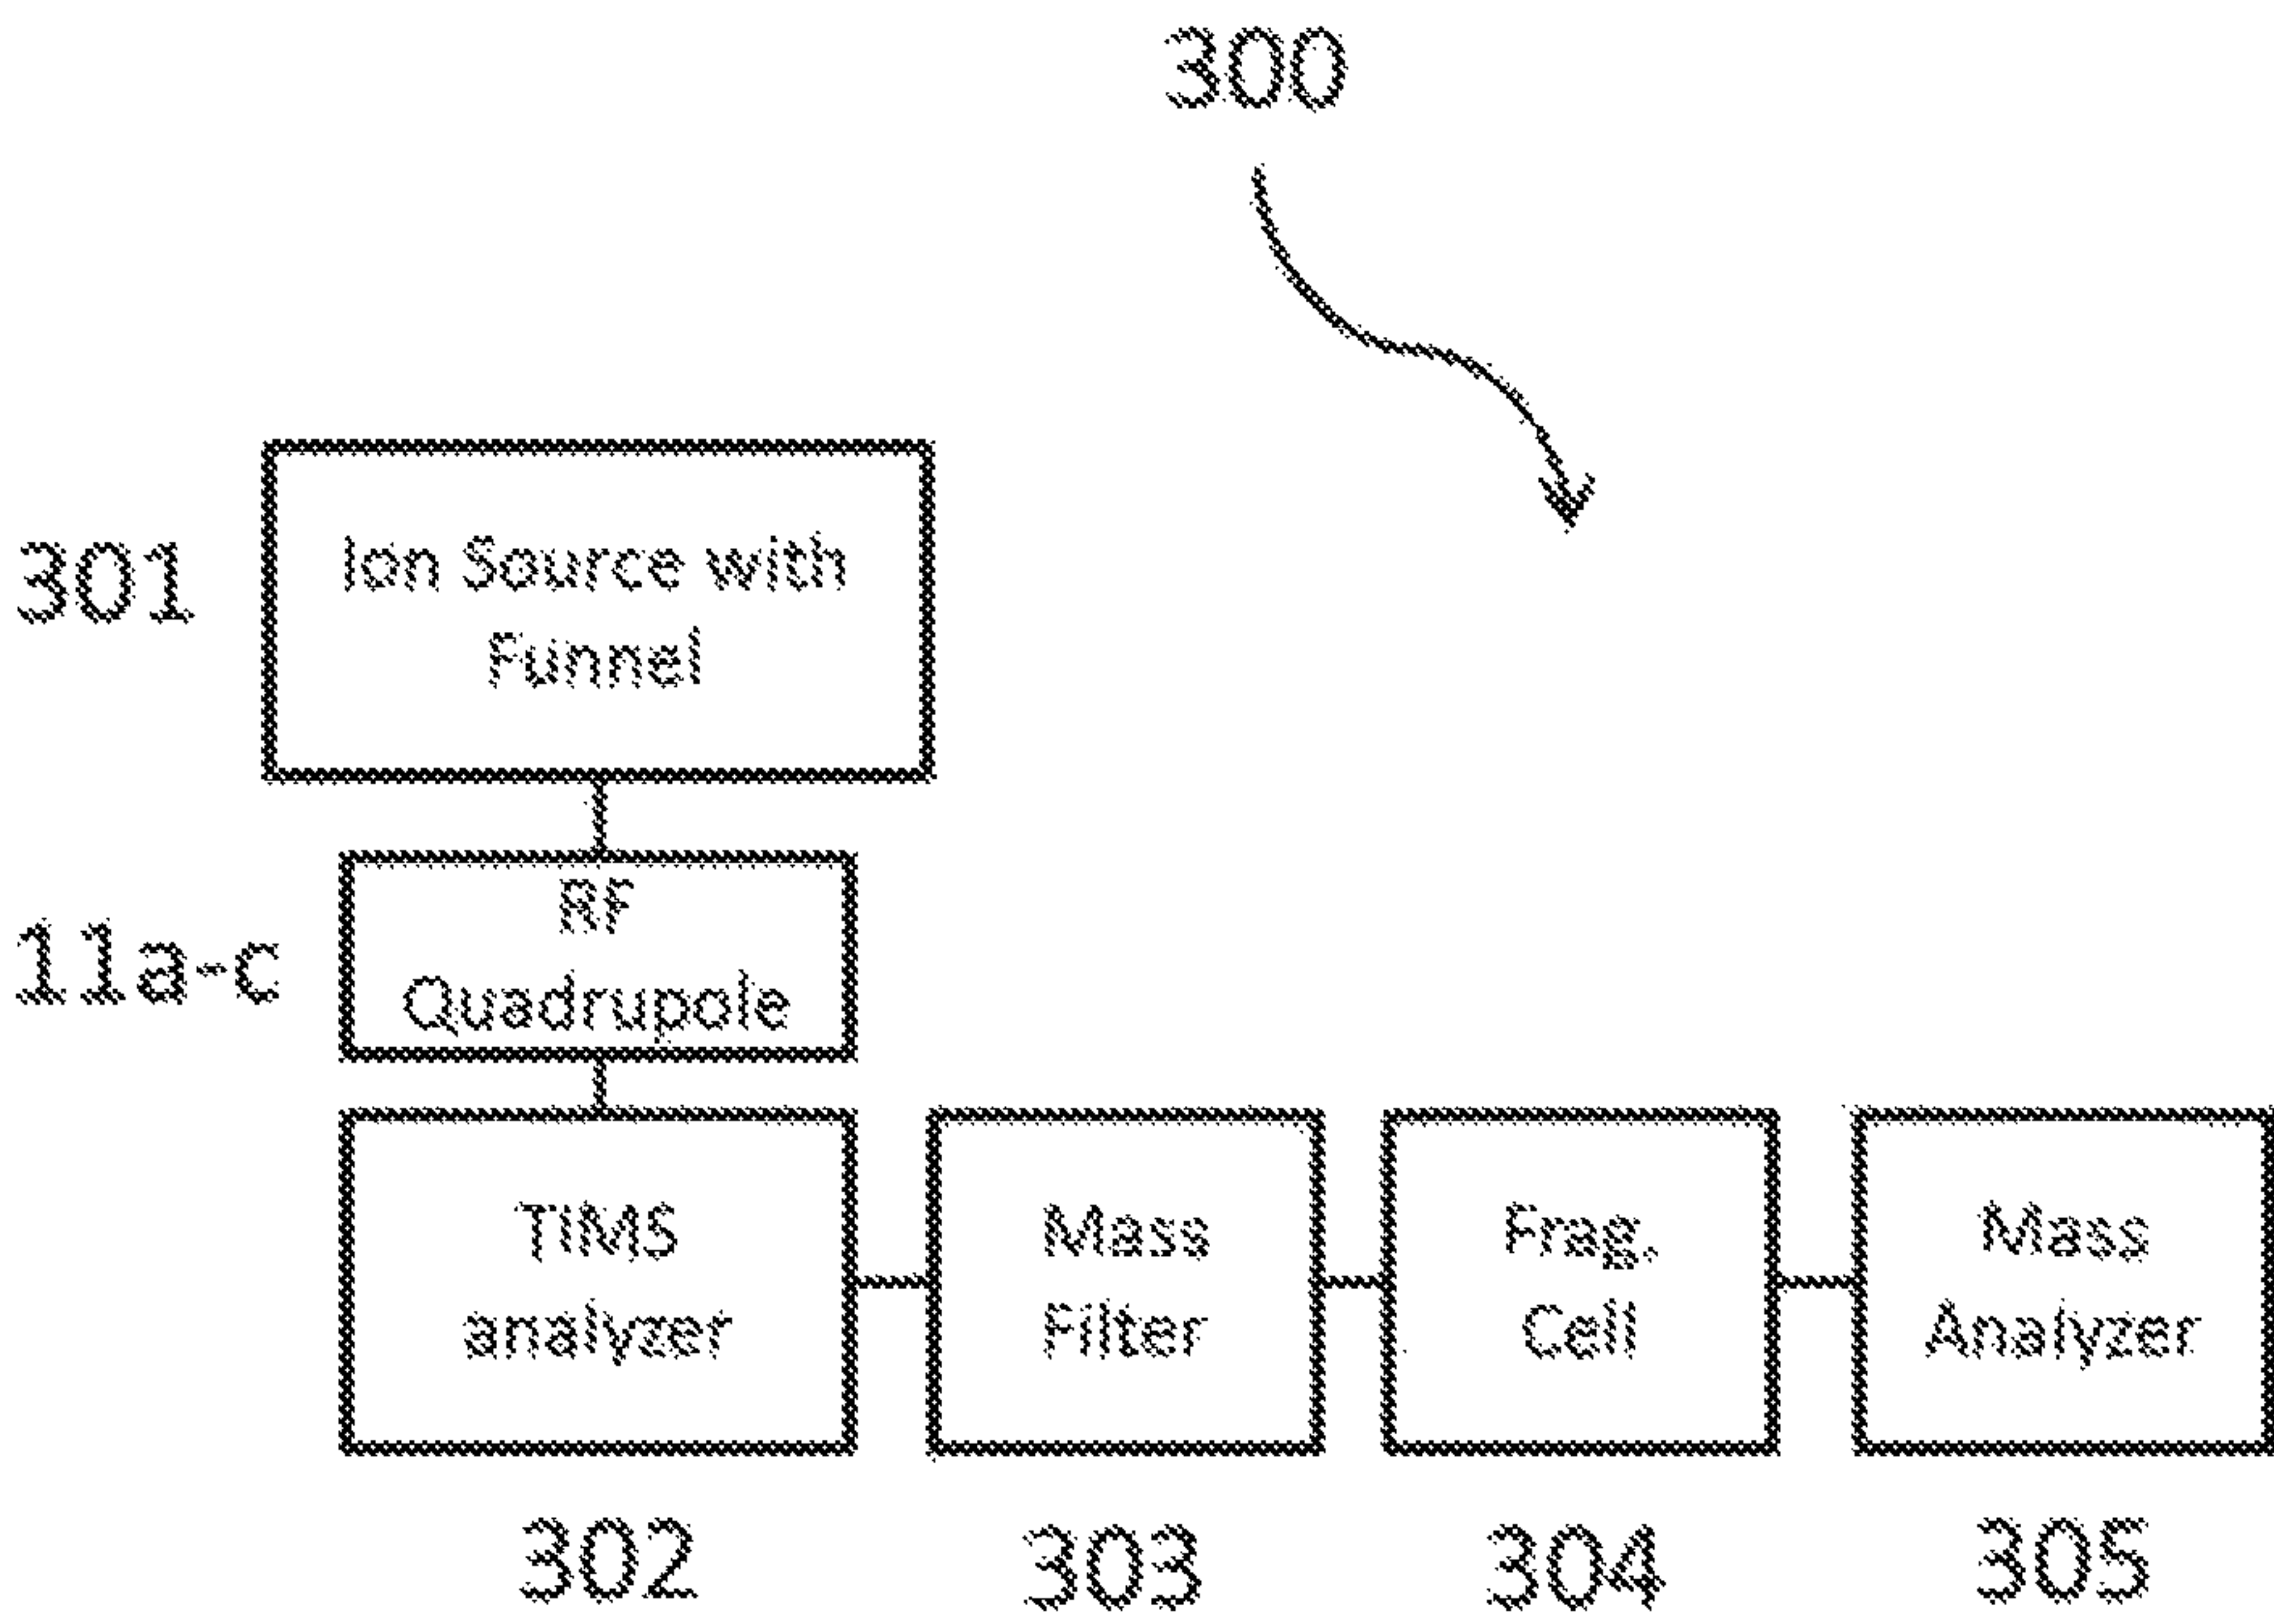 300
301
Ion Source with
Funnel
11a-c
RF
Quadrupole
TIMS
analyzer
Mass
Filter
Frag.
Cell
Mass
Analyzer
302
303
304
305